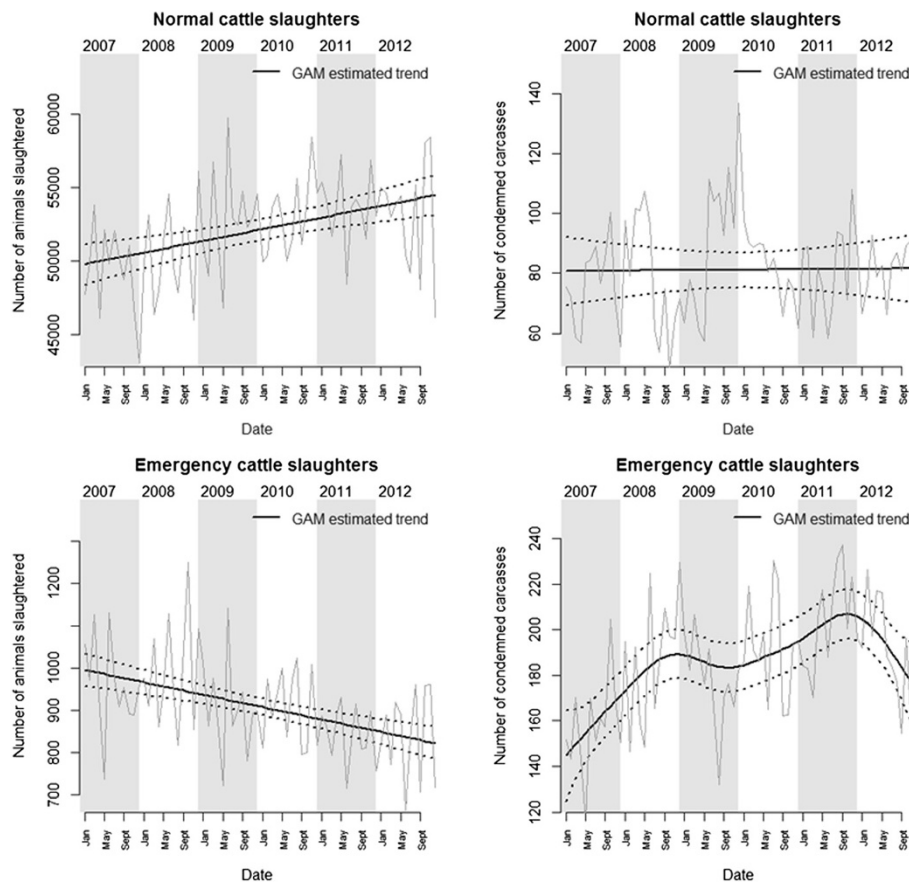 Normal cattle slaughters
2007 2008 2009 2010 2011 2012
GAM estimated trend
Number of animals slaughtered
60000
55000
50000
45000
Jan May Sept Jan May Sept Jan May Sept Jan May Sept Jan May Sept Jan May Sept
Date
Normal cattle slaughters
2007 2008 2009 2010 2011 2012
GAM estimated trend
Number of condemned carcasses
140
120
100
80
60
Jan May Sept Jan May Sept Jan May Sept Jan May Sept Jan May Sept Jan May Sept
Date
Emergency cattle slaughters
2007 2008 2009 2010 2011 2012
GAM estimated trend
Number of animals slaughtered
1200
1000
900
800
700
Jan May Sept Jan May Sept Jan May Sept Jan May Sept Jan May Sept Jan May Sept
Date
Emergency cattle slaughters
2007 2008 2009 2010 2011 2012
GAM estimated trend
Number of condemned carcasses
240
220
200
180
160
140
120
Jan May Sept Jan May Sept Jan May Sept Jan May Sept Jan May Sept Jan May Sept
Date